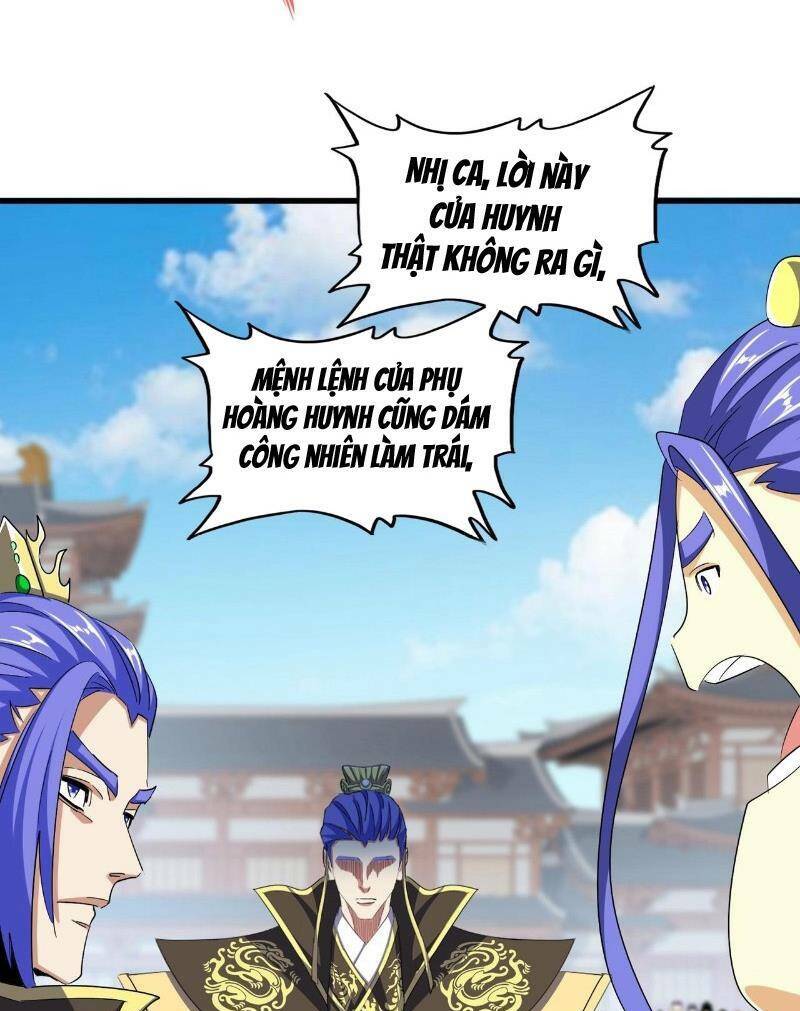 NHỊ CA, LỜI NÀY
CỦA HUYNH
THẬT KHÔNG RA GÌ,
MỆNH LỆNH CỦA PHỤ
HOÀNG HUYNH CŨNG DÁM
CÔNG NHIÊN LÀM TRÁI,